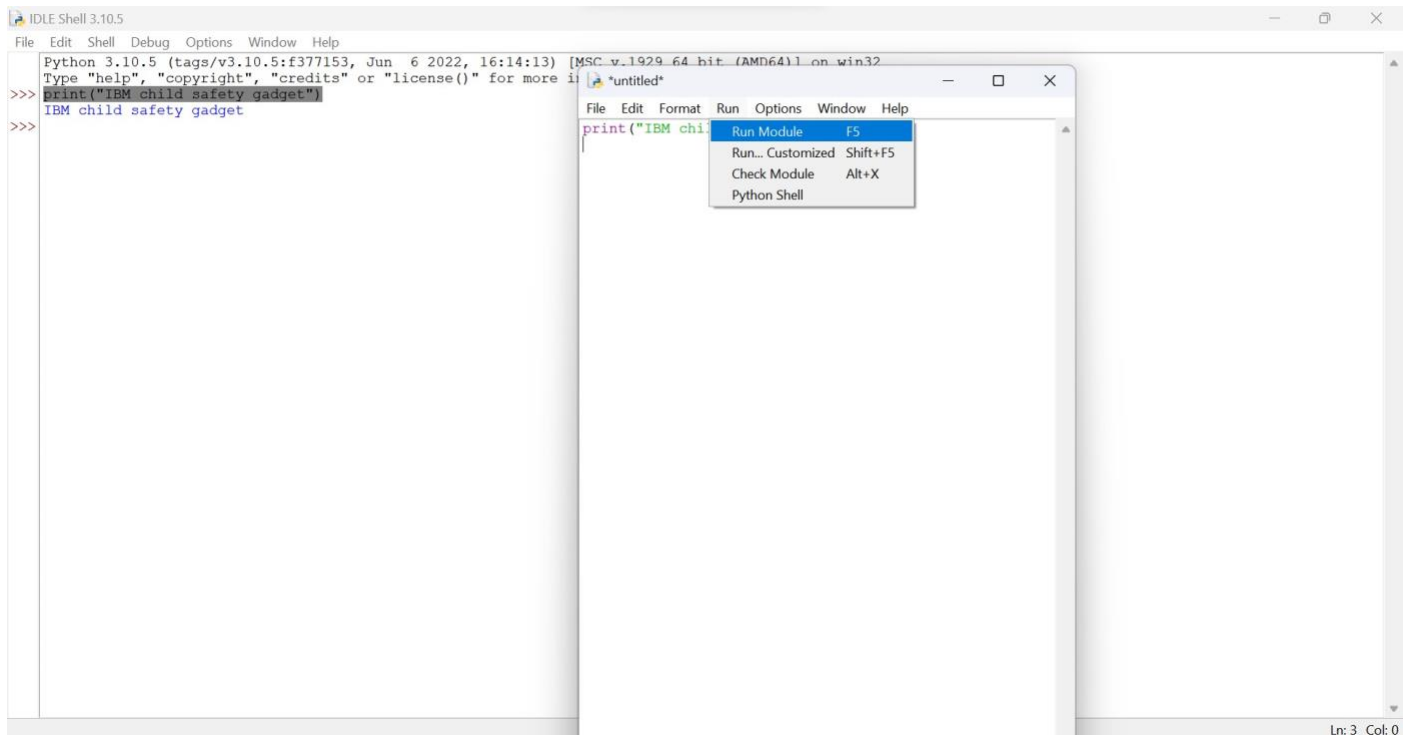 IDLE Shell 3.10.5
File Edit Shell Debug Options Window Help
Python 3.10.5 (tags/v3.10.5:f377153, Jun 6 2022, 16:14:13) [MSC v.1929 64 bit (AMD64)] on win32
Type "help", "copyright", "credits" or "license()" for more i
>>> print("IBM child safety gadget")
IBM child safety gadget
>>>
*untitled*
File Edit Format Run Options Window Help
print("IBM chi
Run Module F5
Run... Customized Shift+F5
Check Module Alt+X
Python Shell
Ln: 3 Col: 0